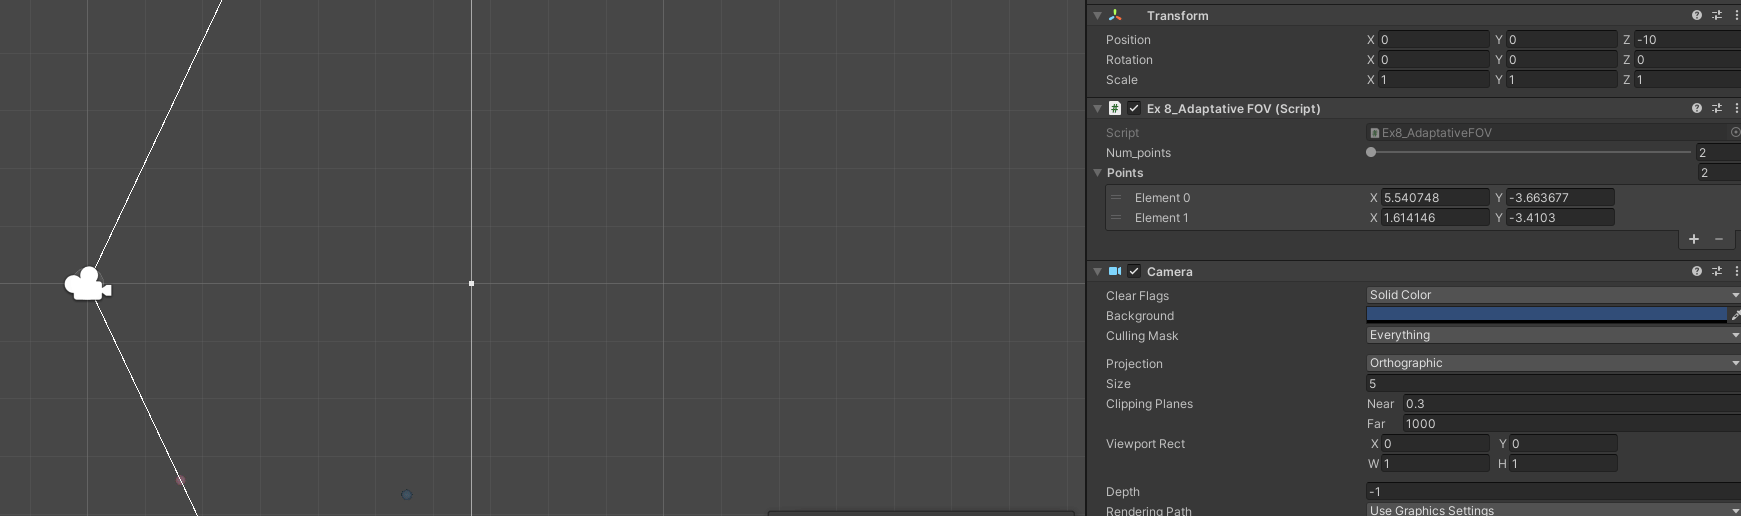 Transform
Position X 0 Y 0 Z -10
Rotation X 0 Y 0 Z 0
Scale X 1 Y 1 Z 1
# Ex 8_Adaptative FOV (Script)
Script # Ex8_AdaptativeFOV
Num_points 2
Points 2
Element 0 X 5.540748 Y -3.663677
Element 1 X 1.614146 Y -3.4103
+ −
Camera
Clear Flags Solid Color
Background
Culling Mask Everything
Projection Orthographic
Size 5
Clipping Planes Near 0.3
Far 1000
Viewport Rect X 0 Y 0
W 1 H 1
Depth -1
Rendering Path Use Graphics Settings